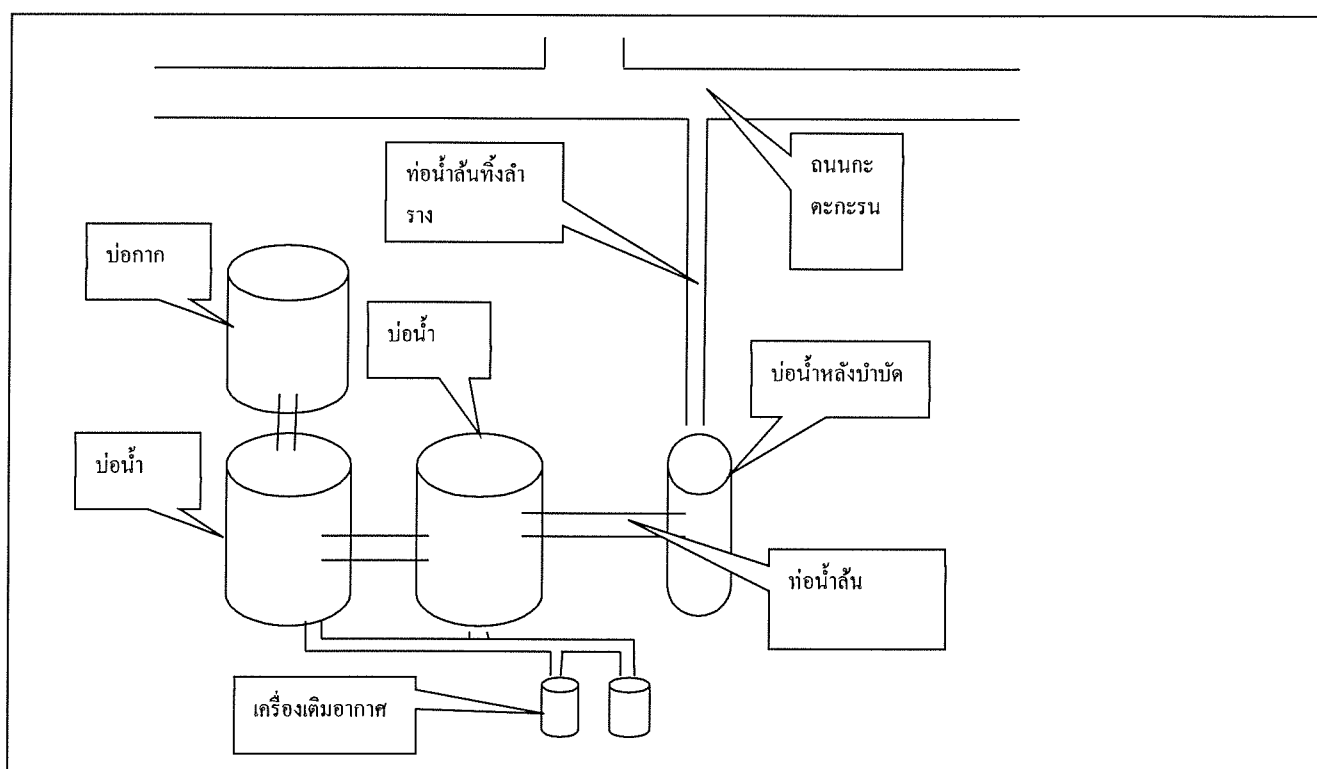 ท่อน้ำล้นทิ้งลำ
ราง
ถนนกะ
ตะกะรน
บ่อกาก
บ่อน้ำ
บ่อน้ำหลังบำบัด
บ่อน้ำ
ท่อน้ำล้น
เครื่องเติมอากาศ